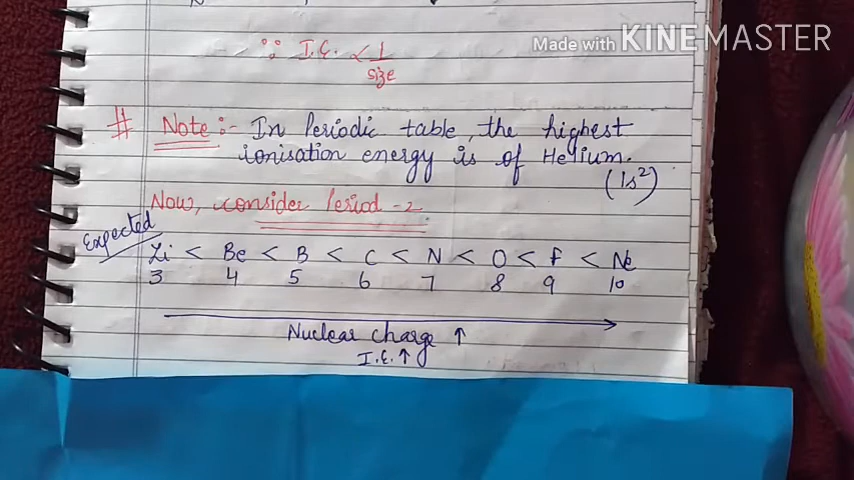 Made with KINEMASTER
∵ I.E. ∝ 1/size
# Note :- In Periodic table, the highest
ionisation energy is of Helium.
(1s²)
Now, consider Period -2
Expected
Li < Be < B < C < N < O < F < Ne
3 4 5 6 7 8 9 10
Nuclear charge ↑
I.E. ↑